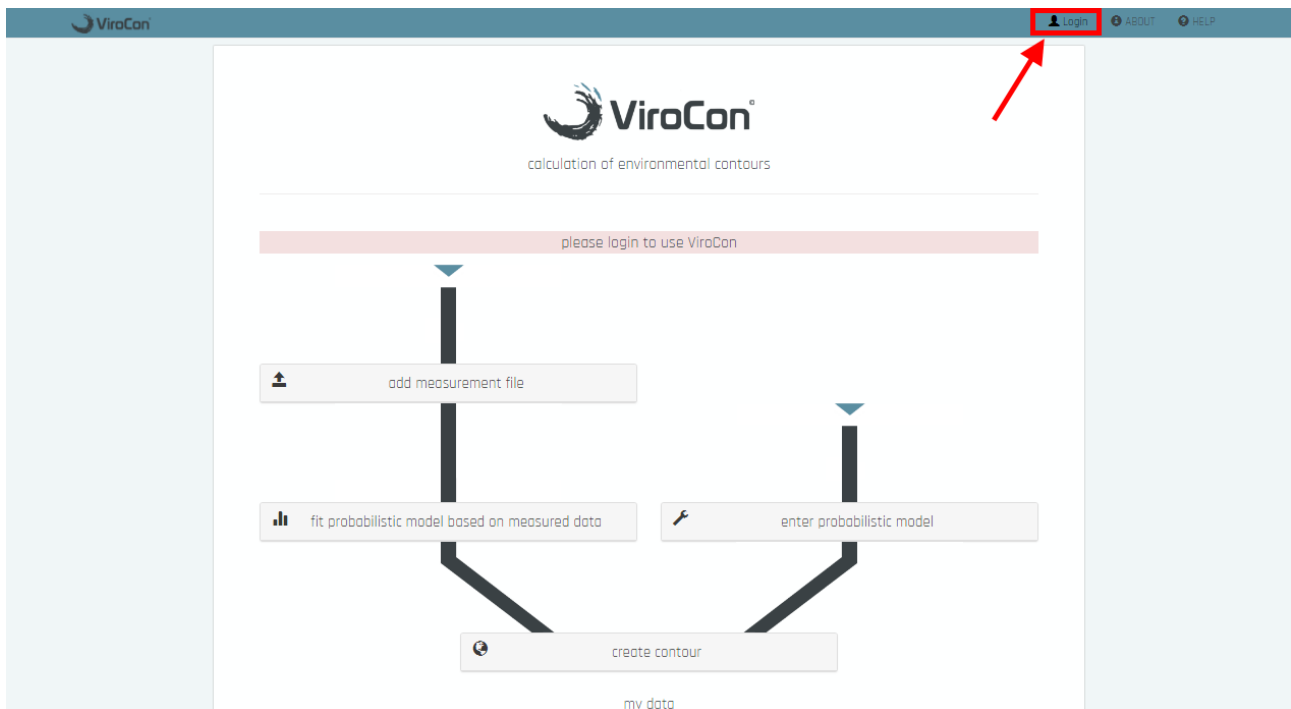 ViroCon
Login ABOUT HELP
ViroCon®
calculation of environmental contours
please login to use ViroCon
add measurement file
fit probabilistic model based on measured data
enter probabilistic model
create contour
my data